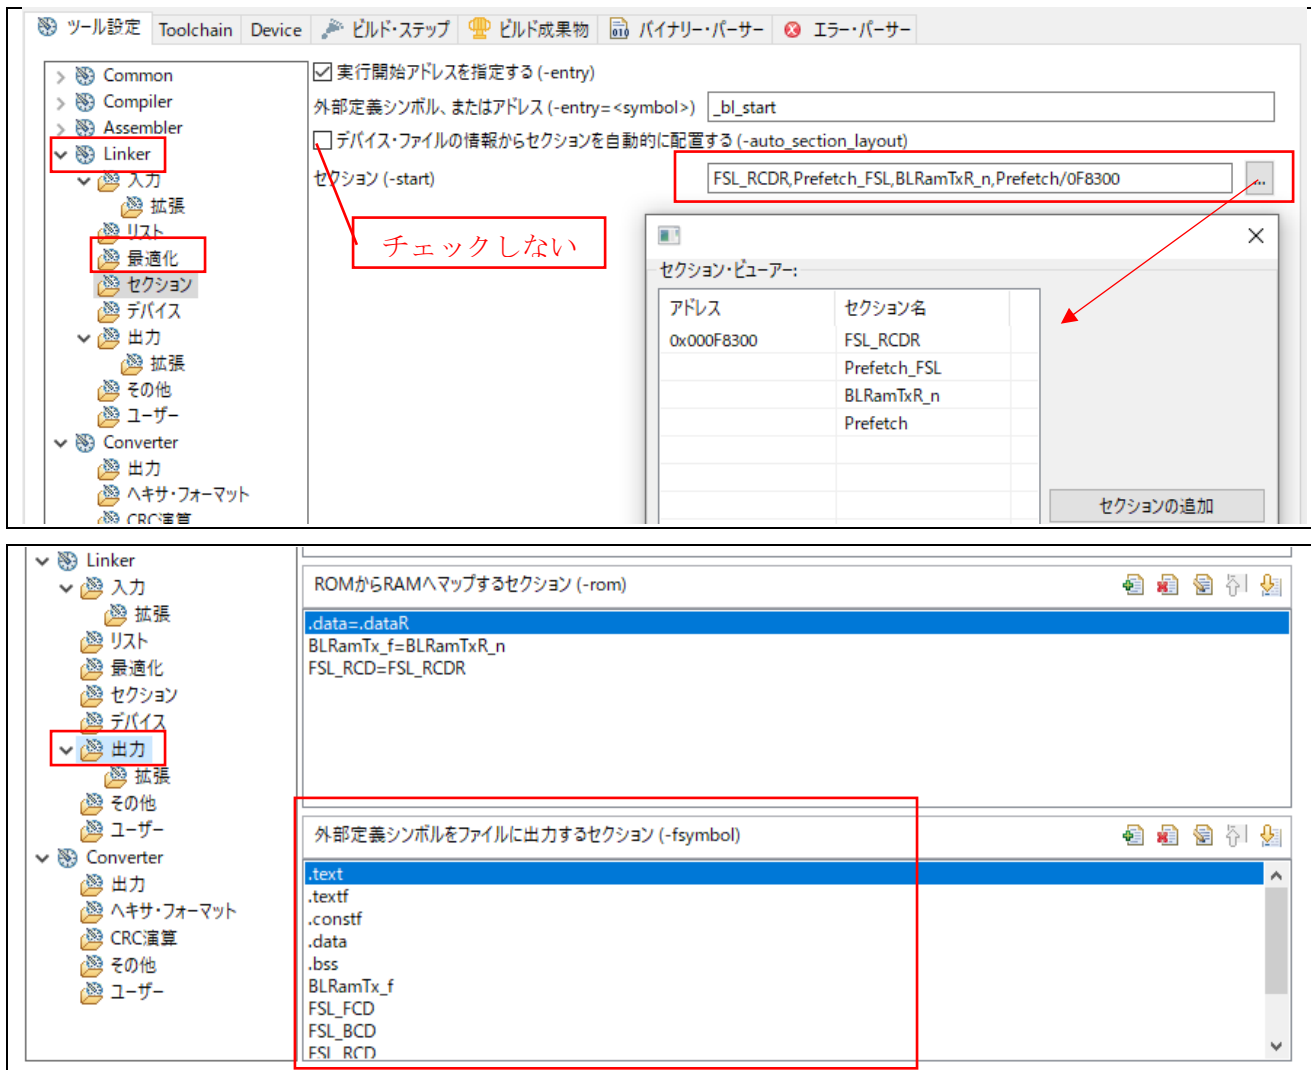 ツール設定 Toolchain Device ビルド・ステップ ビルド成果物 バイナリー・パーサー エラー・パーサー
Common
Compiler
Assembler
Linker
入力
拡張
リスト
最適化
セクション
デバイス
出力
拡張
その他
ユーザー
Converter
出力
ヘキサ・フォーマット
CRC演算
実行開始アドレスを指定する (-entry)
外部定義シンボル、またはアドレス (-entry=<symbol>) _bl_start
デバイス・ファイルの情報からセクションを自動的に配置する (-auto_section_layout)
セクション (-start) FSL_RCDR,Prefetch_FSL,BLRamTxR_n,Prefetch/0F8300 ...
チェックしない
セクション・ビューアー:
アドレス セクション名
0x000F8300 FSL_RCDR
Prefetch_FSL
BLRamTxR_n
Prefetch
セクションの追加
Linker
入力
拡張
リスト
最適化
セクション
デバイス
出力
拡張
その他
ユーザー
Converter
出力
ヘキサ・フォーマット
CRC演算
その他
ユーザー
ROMからRAMへマップするセクション (-rom)
.data=.dataR
BLRamTx_f=BLRamTxR_n
FSL_RCD=FSL_RCDR
外部定義シンボルをファイルに出力するセクション (-fsymbol)
.text
.textf
.constf
.data
.bss
BLRamTx_f
FSL_FCD
FSL_BCD
FSL_RCD